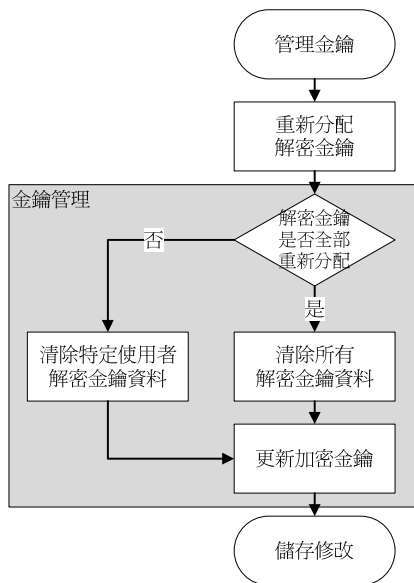 管理金鑰
重新分配
解密金鑰
金鑰管理
解密金鑰
是否全部
重新分配
否
是
清除特定使用者
解密金鑰資料
清除所有
解密金鑰資料
更新加密金鑰
儲存修改